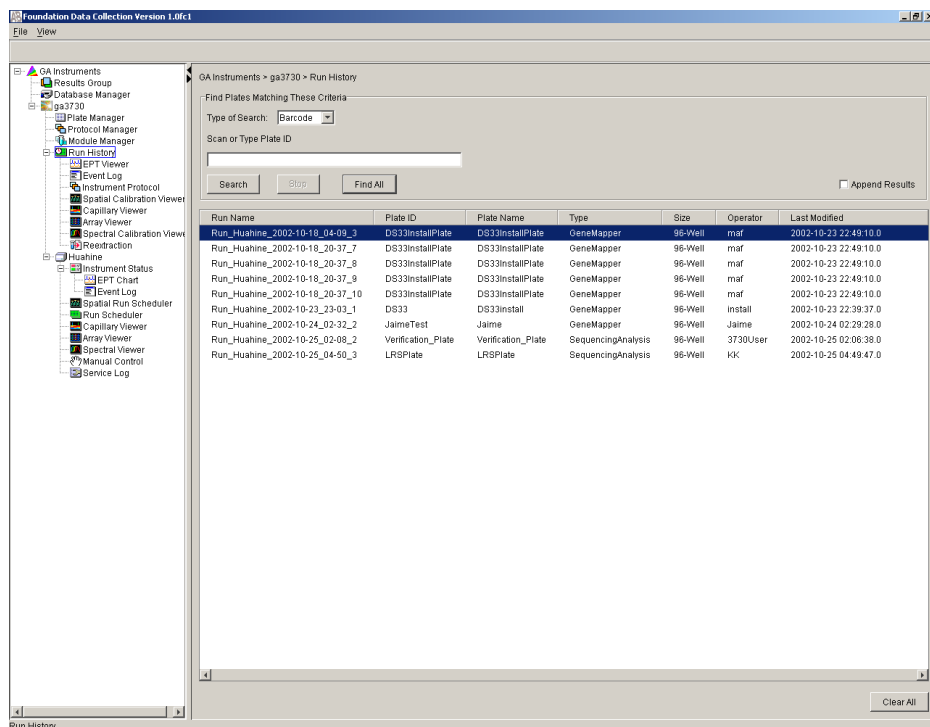 Foundation Data Collection Version 1.0fc1
File View
GA Instruments
Results Group
Database Manager
ga3730
Plate Manager
Protocol Manager
Module Manager
Run History
EPT Viewer
Event Log
Instrument Protocol
Spatial Calibration Viewer
Capillary Viewer
Array Viewer
Spectral Calibration Viewe
Reextraction
Huahine
Instrument Status
EPT Chart
Event Log
Spatial Run Scheduler
Run Scheduler
Capillary Viewer
Array Viewer
Spectral Viewer
Manual Control
Service Log
GA Instruments > ga3730 > Run History
Find Plates Matching These Criteria
Type of Search: Barcode
Scan or Type Plate ID
Search Stop Find All Append Results
Run Name Plate ID Plate Name Type Size Operator Last Modified
Run_Huahine_2002-10-18_04-09_3 DS33InstallPlate DS33InstallPlate GeneMapper 96-Well maf 2002-10-23 22:49:10.0
Run_Huahine_2002-10-18_20-37_7 DS33InstallPlate DS33InstallPlate GeneMapper 96-Well maf 2002-10-23 22:49:10.0
Run_Huahine_2002-10-18_20-37_8 DS33InstallPlate DS33InstallPlate GeneMapper 96-Well maf 2002-10-23 22:49:10.0
Run_Huahine_2002-10-18_20-37_9 DS33InstallPlate DS33InstallPlate GeneMapper 96-Well maf 2002-10-23 22:49:10.0
Run_Huahine_2002-10-18_20-37_10 DS33InstallPlate DS33InstallPlate GeneMapper 96-Well maf 2002-10-23 22:49:10.0
Run_Huahine_2002-10-23_23-03_1 DS33 DS33install GeneMapper 96-Well install 2002-10-23 22:39:37.0
Run_Huahine_2002-10-24_02-32_2 JaimeTest Jaime GeneMapper 96-Well Jaime 2002-10-24 02:29:28.0
Run_Huahine_2002-10-25_02-08_2 Verification_Plate Verification_Plate SequencingAnalysis 96-Well 3730User 2002-10-25 02:06:38.0
Run_Huahine_2002-10-25_04-50_3 LRSPlate LRSPlate SequencingAnalysis 96-Well KK 2002-10-25 04:49:47.0
Clear All
Run History